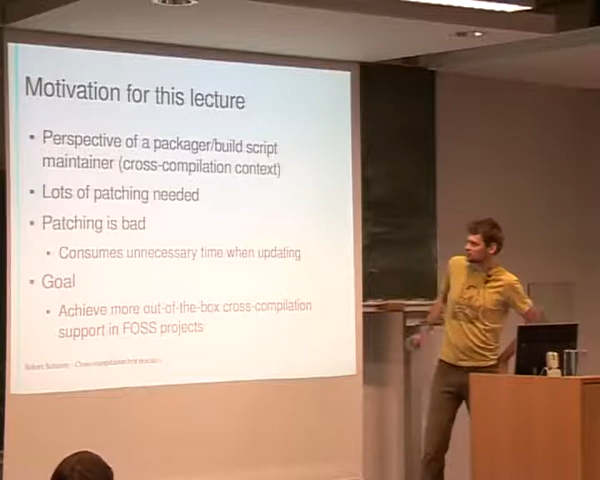 Motivation for this lecture
• Perspective of a packager/build script
maintainer (cross-compilation context)
• Lots of patching needed
• Patching is bad
• Consumes unnecessary time when updating
• Goal
• Achieve more out-of-the-box cross-compilation
support in FOSS projects